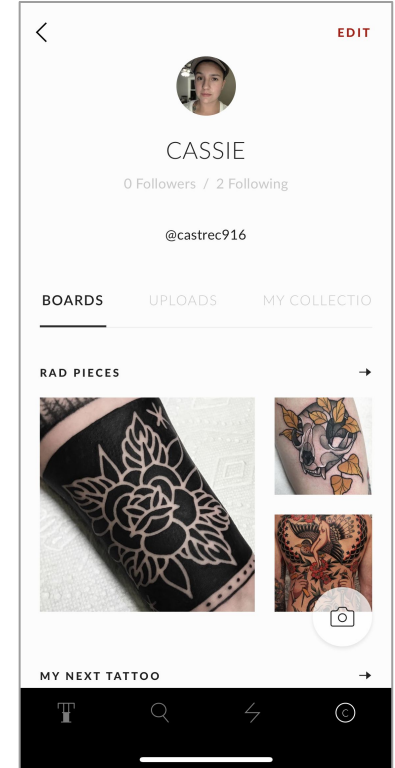 EDIT
CASSIE
0 Followers / 2 Following
@castrec916
BOARDS UPLOADS MY COLLECTIO
RAD PIECES
MY NEXT TATTOO
T
C